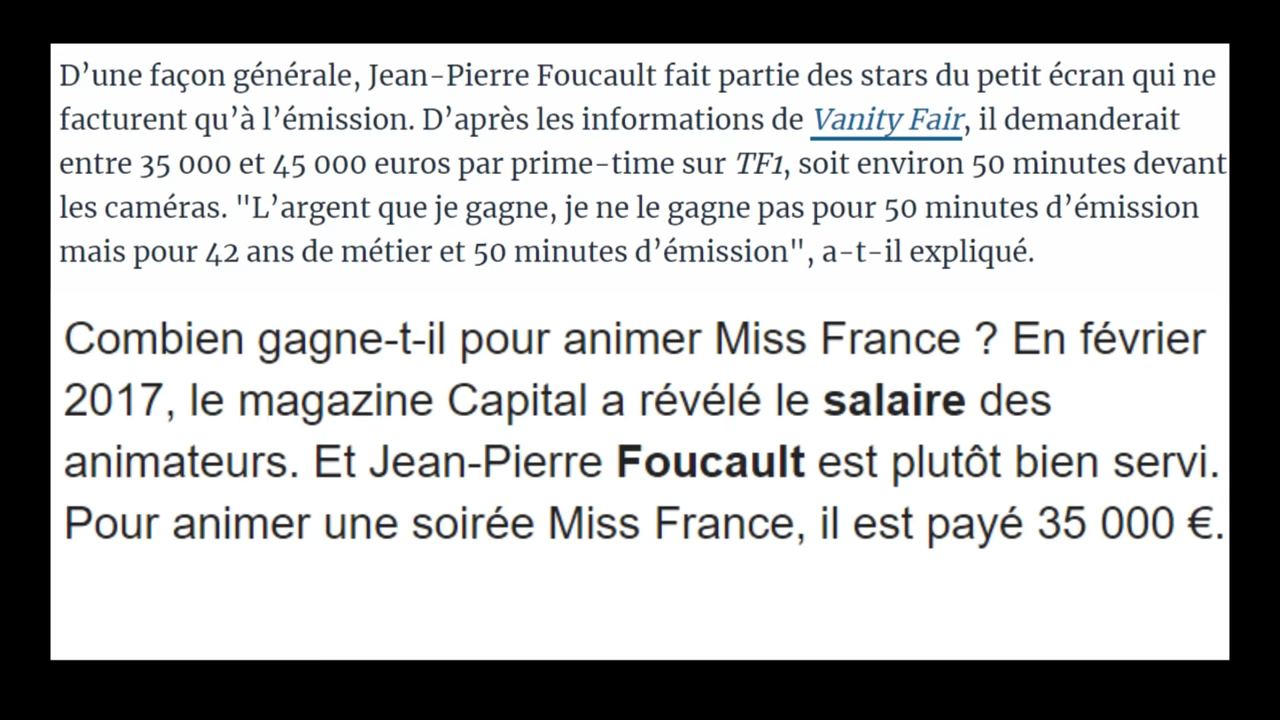 D’une façon générale, Jean-Pierre Foucault fait partie des stars du petit écran qui ne
facturent qu’à l’émission. D’après les informations de Vanity Fair, il demanderait
entre 35 000 et 45 000 euros par prime-time sur TF1, soit environ 50 minutes devant
les caméras. "L’argent que je gagne, je ne le gagne pas pour 50 minutes d’émission
mais pour 42 ans de métier et 50 minutes d’émission", a-t-il expliqué.
Combien gagne-t-il pour animer Miss France ? En février
2017, le magazine Capital a révélé le salaire des
animateurs. Et Jean-Pierre Foucault est plutôt bien servi.
Pour animer une soirée Miss France, il est payé 35 000 €.